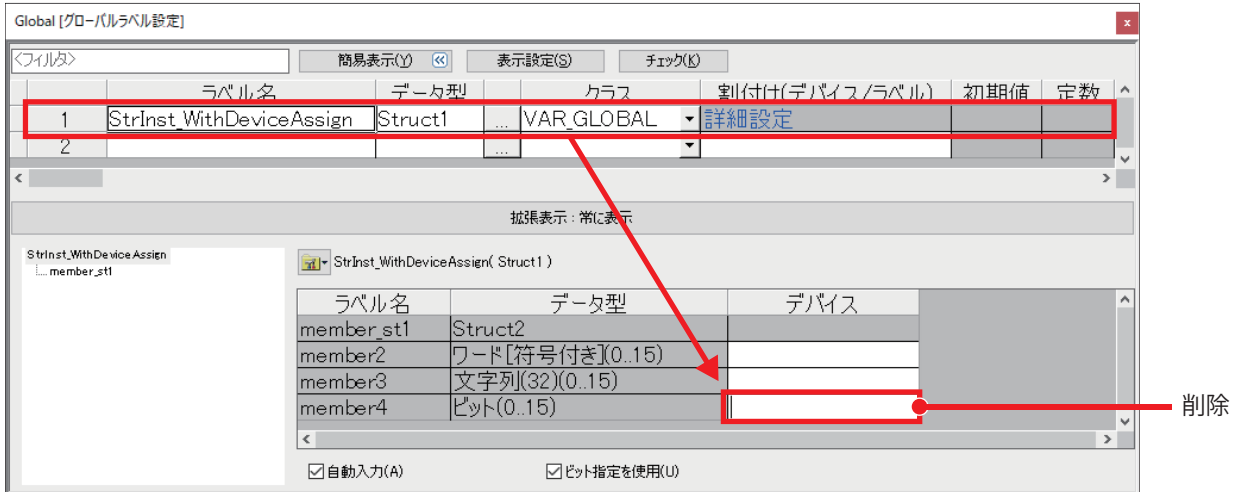 Global [グローバルラベル設定]
x
<フィルタ> 簡易表示(Y) 表示設定(S) チェック(K)
ラベル名 データ型 クラス 割付け(デバイス/ラベル) 初期値 定数
1 StrInst_WithDeviceAssign Struct1 ... VAR_GLOBAL 詳細設定
2 ...
拡張表示:常に表示
StrInst_WithDeviceAssign
member_st1
StrInst_WithDeviceAssign( Struct1 )
ラベル名 データ型 デバイス
member_st1 Struct2
member2 ワード[符号付き](0..15)
member3 文字列(32)(0..15)
member4 ビット(0..15)
削除
自動入力(A) ビット指定を使用(U)